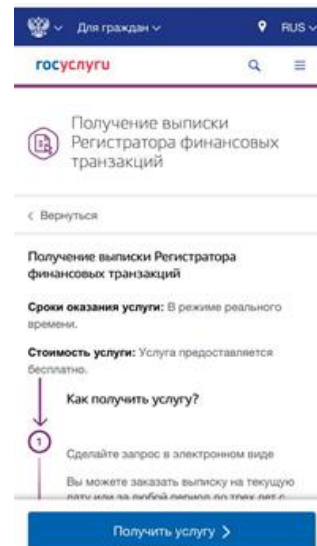 Для граждан
RUS
госуслуги
Получение выписки
Регистратора финансовых
транзакций
Вернуться
Получение выписки Регистратора
финансовых транзакций
Сроки оказания услуги: В режиме реального
времени.
Стоимость услуги: Услуга предоставляется
бесплатно.
Как получить услугу?
1
Сделайте запрос в электронном виде
Вы можете заказать выписку на текущую
дату или за любой период до трех лет с
Получить услугу